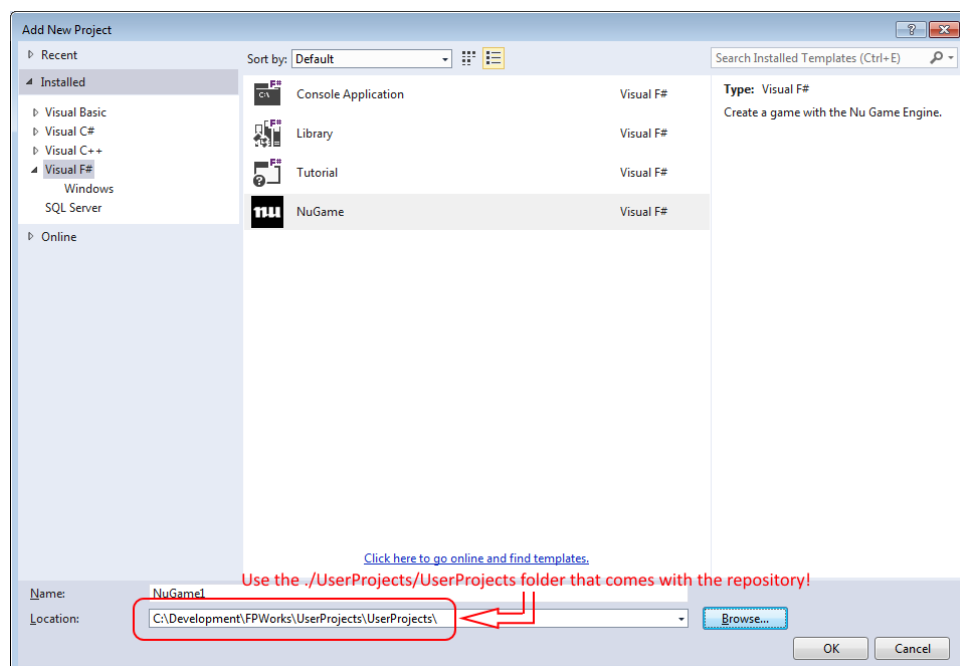 Add New Project
Recent
Sort by: Default
Search Installed Templates (Ctrl+E)
Installed
Visual Basic
Visual C#
Visual C++
Visual F#
Windows
SQL Server
Online
F#
C:\
Console Application Visual F#
F#
Library Visual F#
F#
Tutorial Visual F#
nu
NuGame Visual F#
Type: Visual F#
Create a game with the Nu Game Engine.
Click here to go online and find templates.
Use the ./UserProjects/UserProjects folder that comes with the repository!
Name: NuGame1
Location: C:\Development\FPWorks\UserProjects\UserProjects\
Browse...
OK Cancel